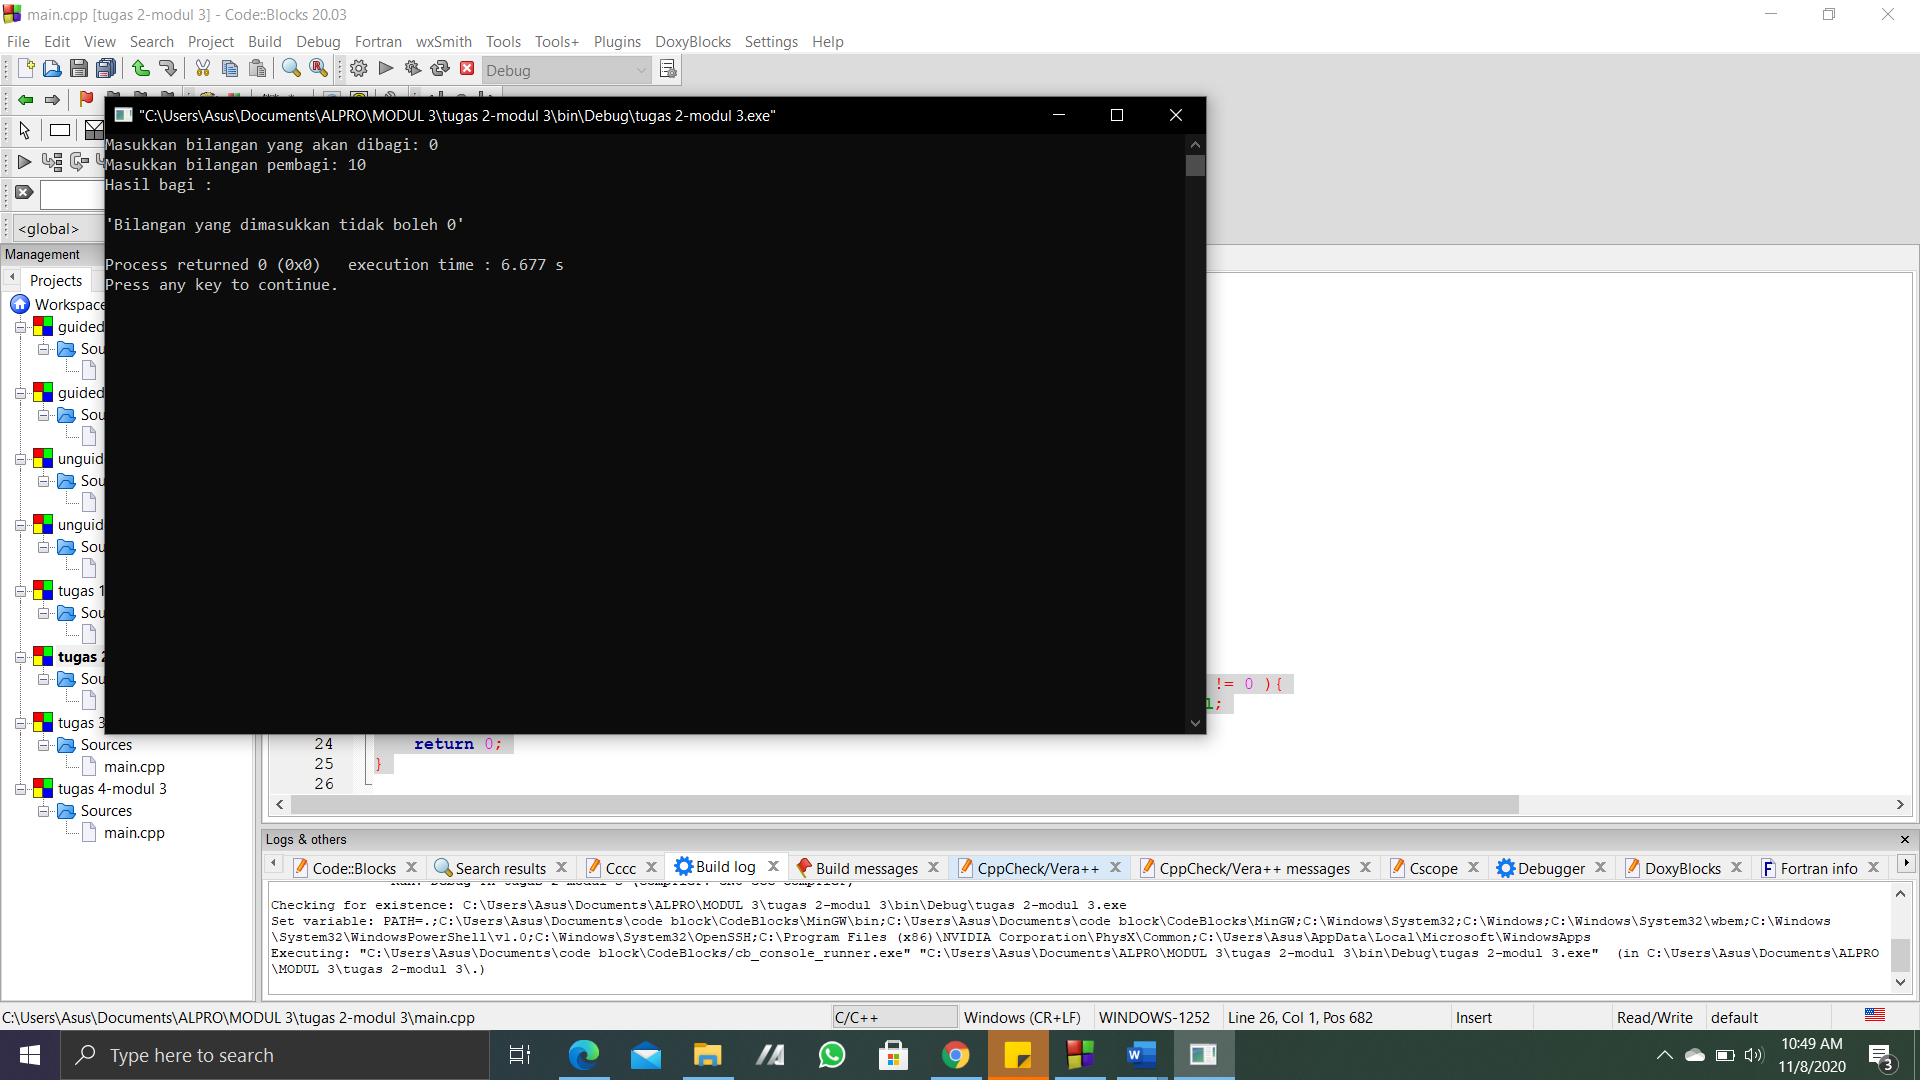 main.cpp [tugas 2-modul 3] - Code::Blocks 20.03
File Edit View Search Project Build Debug Fortran wxSmith Tools Tools+ Plugins DoxyBlocks Settings Help
Debug
"C:\Users\Asus\Documents\ALPRO\MODUL 3\tugas 2-modul 3\bin\Debug\tugas 2-modul 3.exe"
Masukkan bilangan yang akan dibagi: 0
Masukkan bilangan pembagi: 10
Hasil bagi :
'Bilangan yang dimasukkan tidak boleh 0'
Process returned 0 (0x0)   execution time : 6.677 s
Press any key to continue.
<global>
Management
Projects
Workspace
guided
Sou
guided
Sou
unguid
Sou
unguid
Sou
tugas 1
Sou
tugas 2
Sou
tugas 3
Sources
main.cpp
tugas 4-modul 3
Sources
main.cpp
!= 0 ){
;
24 return 0;
25 }
26
Logs & others
Code::Blocks Search results Cccc Build log Build messages CppCheck/Vera++ CppCheck/Vera++ messages Cscope Debugger DoxyBlocks Fortran info
Checking for existence: C:\Users\Asus\Documents\ALPRO\MODUL 3\tugas 2-modul 3\bin\Debug\tugas 2-modul 3.exe
Set variable: PATH=.;C:\Users\Asus\Documents\code block\CodeBlocks\MinGW\bin;C:\Users\Asus\Documents\code block\CodeBlocks\MinGW;C:\Windows\System32;C:\Windows;C:\Windows\System32\wbem;C:\Windows
\System32\WindowsPowerShell\v1.0;C:\Windows\System32\OpenSSH;C:\Program Files (x86)\NVIDIA Corporation\PhysX\Common;C:\Users\Asus\AppData\Local\Microsoft\WindowsApps
Executing: "C:\Users\Asus\Documents\code block\CodeBlocks/cb_console_runner.exe" "C:\Users\Asus\Documents\ALPRO\MODUL 3\tugas 2-modul 3\bin\Debug\tugas 2-modul 3.exe"  (in C:\Users\Asus\Documents\ALPRO
\MODUL 3\tugas 2-modul 3\.)
C:\Users\Asus\Documents\ALPRO\MODUL 3\tugas 2-modul 3\main.cpp C/C++ Windows (CR+LF) WINDOWS-1252 Line 26, Col 1, Pos 682 Insert Read/Write default
Type here to search
10:49 AM
11/8/2020
3